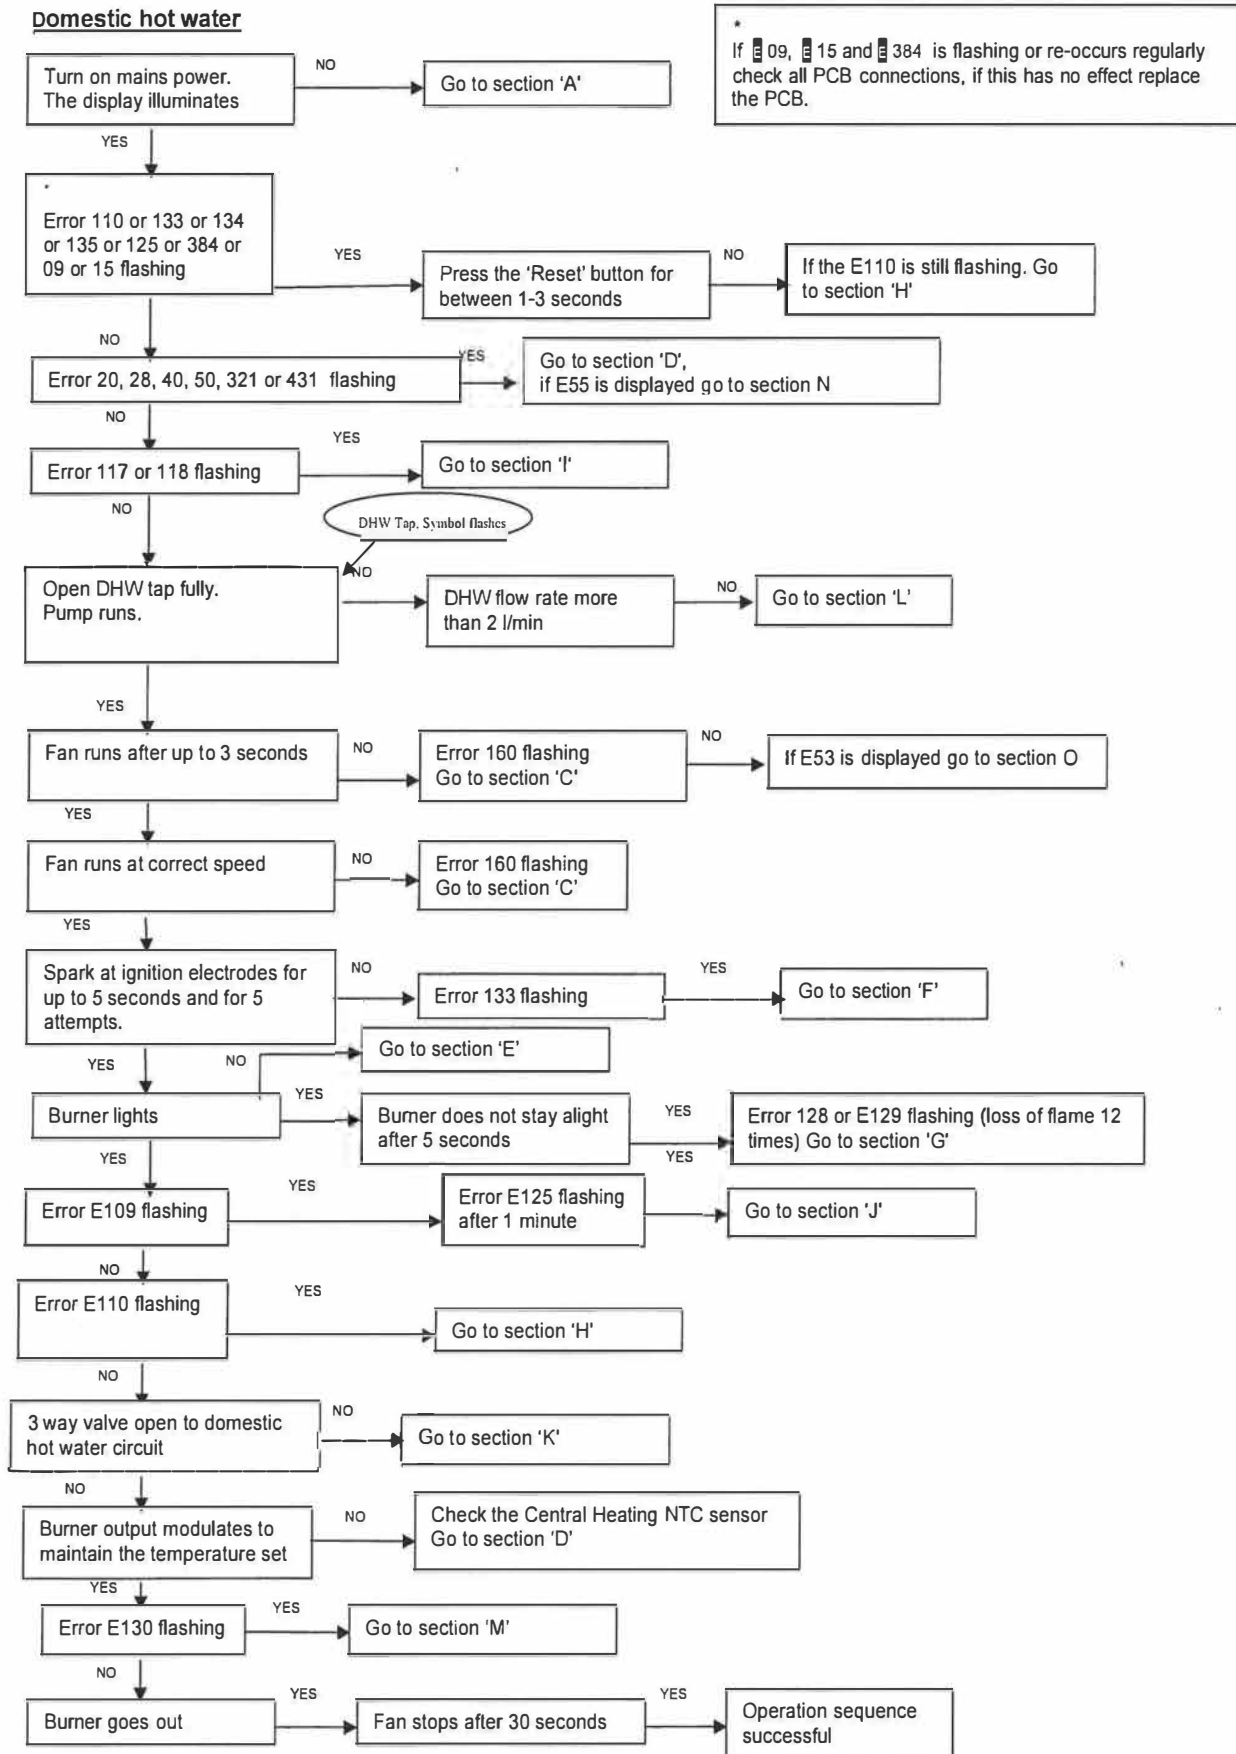 Domestic hot water
*
If E 09, E 15 and E 384 is flashing or re-occurs regularly
check all PCB connections, if this has no effect replace
the PCB.
Turn on mains power.
The display illuminates
NO
Go to section 'A'
YES
*
Error 110 or 133 or 134
or 135 or 125 or 384 or
09 or 15 flashing
YES
Press the 'Reset' button for
between 1-3 seconds
NO
If the E110 is still flashing. Go
to section 'H'
NO
Error 20, 28, 40, 50, 321 or 431 flashing
YES
Go to section 'D',
if E55 is displayed go to section N
NO
Error 117 or 118 flashing
YES
Go to section 'I'
NO
DHW Tap, Symbol flashes
Open DHW tap fully.
Pump runs.
NO
DHW flow rate more
than 2 l/min
NO
Go to section 'L'
YES
Fan runs after up to 3 seconds
NO
Error 160 flashing
Go to section 'C'
NO
If E53 is displayed go to section O
YES
Fan runs at correct speed
NO
Error 160 flashing
Go to section 'C'
YES
Spark at ignition electrodes for
up to 5 seconds and for 5
attempts.
NO
Error 133 flashing
YES
Go to section 'F'
YES
NO
Go to section 'E'
Burner lights
YES
Burner does not stay alight
after 5 seconds
YES
YES
Error 128 or E129 flashing (loss of flame 12
times) Go to section 'G'
YES
Error E109 flashing
YES
Error E125 flashing
after 1 minute
Go to section 'J'
NO
Error E110 flashing
YES
Go to section 'H'
NO
3 way valve open to domestic
hot water circuit
NO
Go to section 'K'
NO
Burner output modulates to
maintain the temperature set
NO
Check the Central Heating NTC sensor
Go to section 'D'
YES
Error E130 flashing
YES
Go to section 'M'
NO
Burner goes out
YES
Fan stops after 30 seconds
YES
Operation sequence
successful